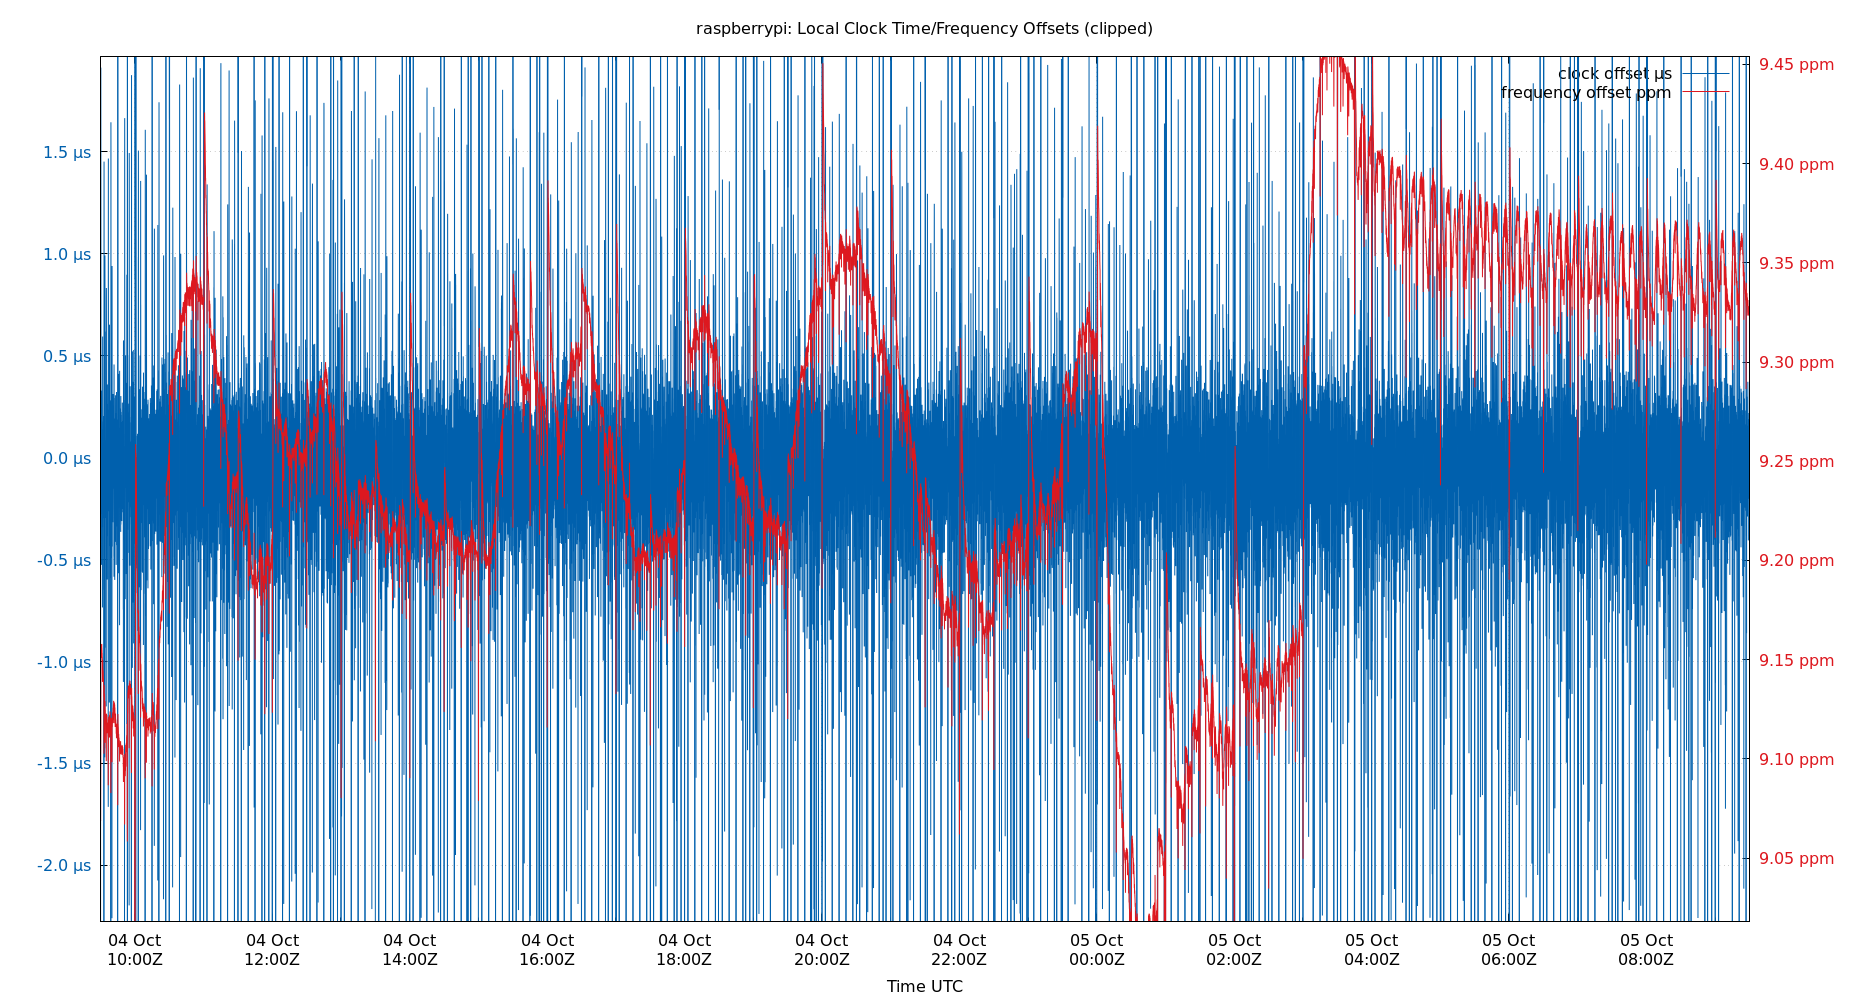 raspberrypi: Local Clock Time/Frequency Offsets (clipped)
clock offset µs
frequency offset ppm
1.5 µs
1.0 µs
0.5 µs
0.0 µs
-0.5 µs
-1.0 µs
-1.5 µs
-2.0 µs
9.45 ppm
9.40 ppm
9.35 ppm
9.30 ppm
9.25 ppm
9.20 ppm
9.15 ppm
9.10 ppm
9.05 ppm
04 Oct 04 Oct 04 Oct 04 Oct 04 Oct 04 Oct 04 Oct 05 Oct 05 Oct 05 Oct 05 Oct 05 Oct
10:00Z 12:00Z 14:00Z 16:00Z 18:00Z 20:00Z 22:00Z 00:00Z 02:00Z 04:00Z 06:00Z 08:00Z
Time UTC